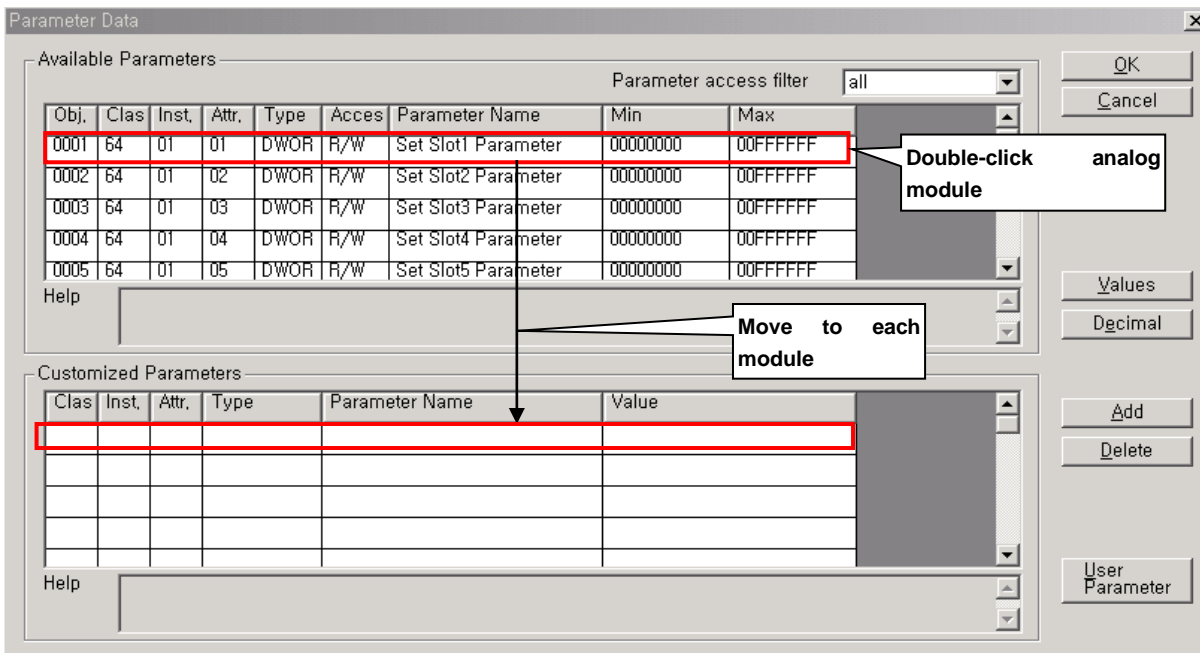 Parameter Data
Available Parameters
Parameter access filter all
Obj, Clas Inst, Attr, Type Acces Parameter Name Min Max
0001 64 01 01 DWOR R/W Set Slot1 Parameter 00000000 00FFFFFF
0002 64 01 02 DWOR R/W Set Slot2 Parameter 00000000 00FFFFFF
0003 64 01 03 DWOR R/W Set Slot3 Parameter 00000000 00FFFFFF
0004 64 01 04 DWOR R/W Set Slot4 Parameter 00000000 00FFFFFF
0005 64 01 05 DWOR R/W Set Slot5 Parameter 00000000 00FFFFFF
Help
Double-click analog
module
Move to each
module
OK
Cancel
Values
Decimal
Customized Parameters
Clas Inst, Attr, Type Parameter Name Value
Help
Add
Delete
User
Parameter